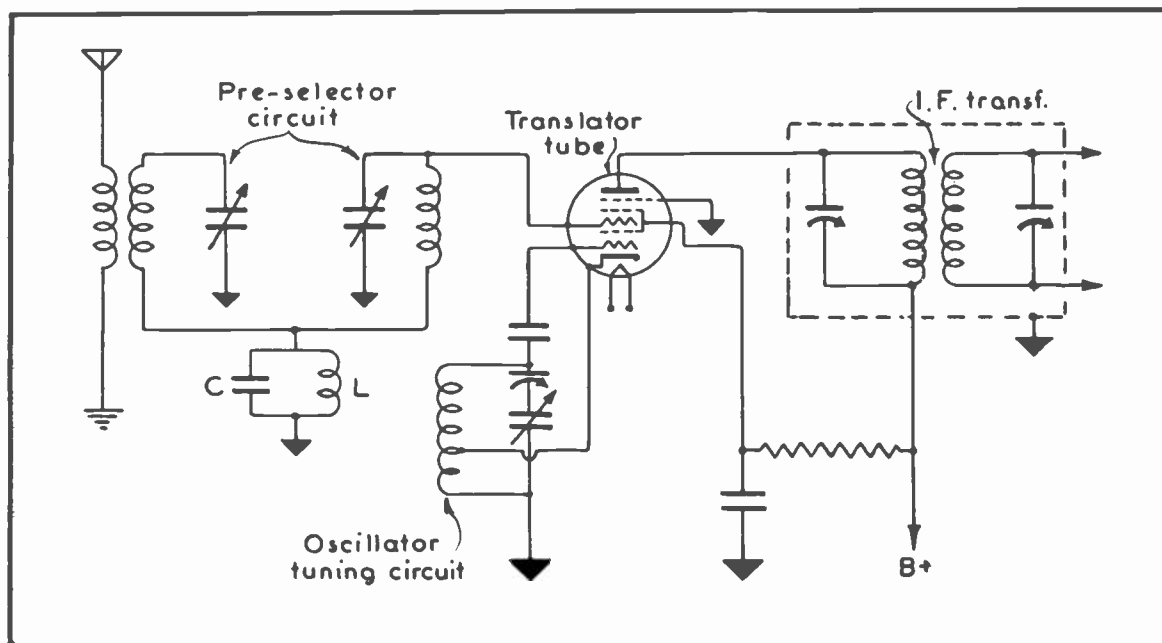 Pre-selector
circuit
Translator
tube
I.F. transf.
C
L
Oscillator
tuning circuit
B+